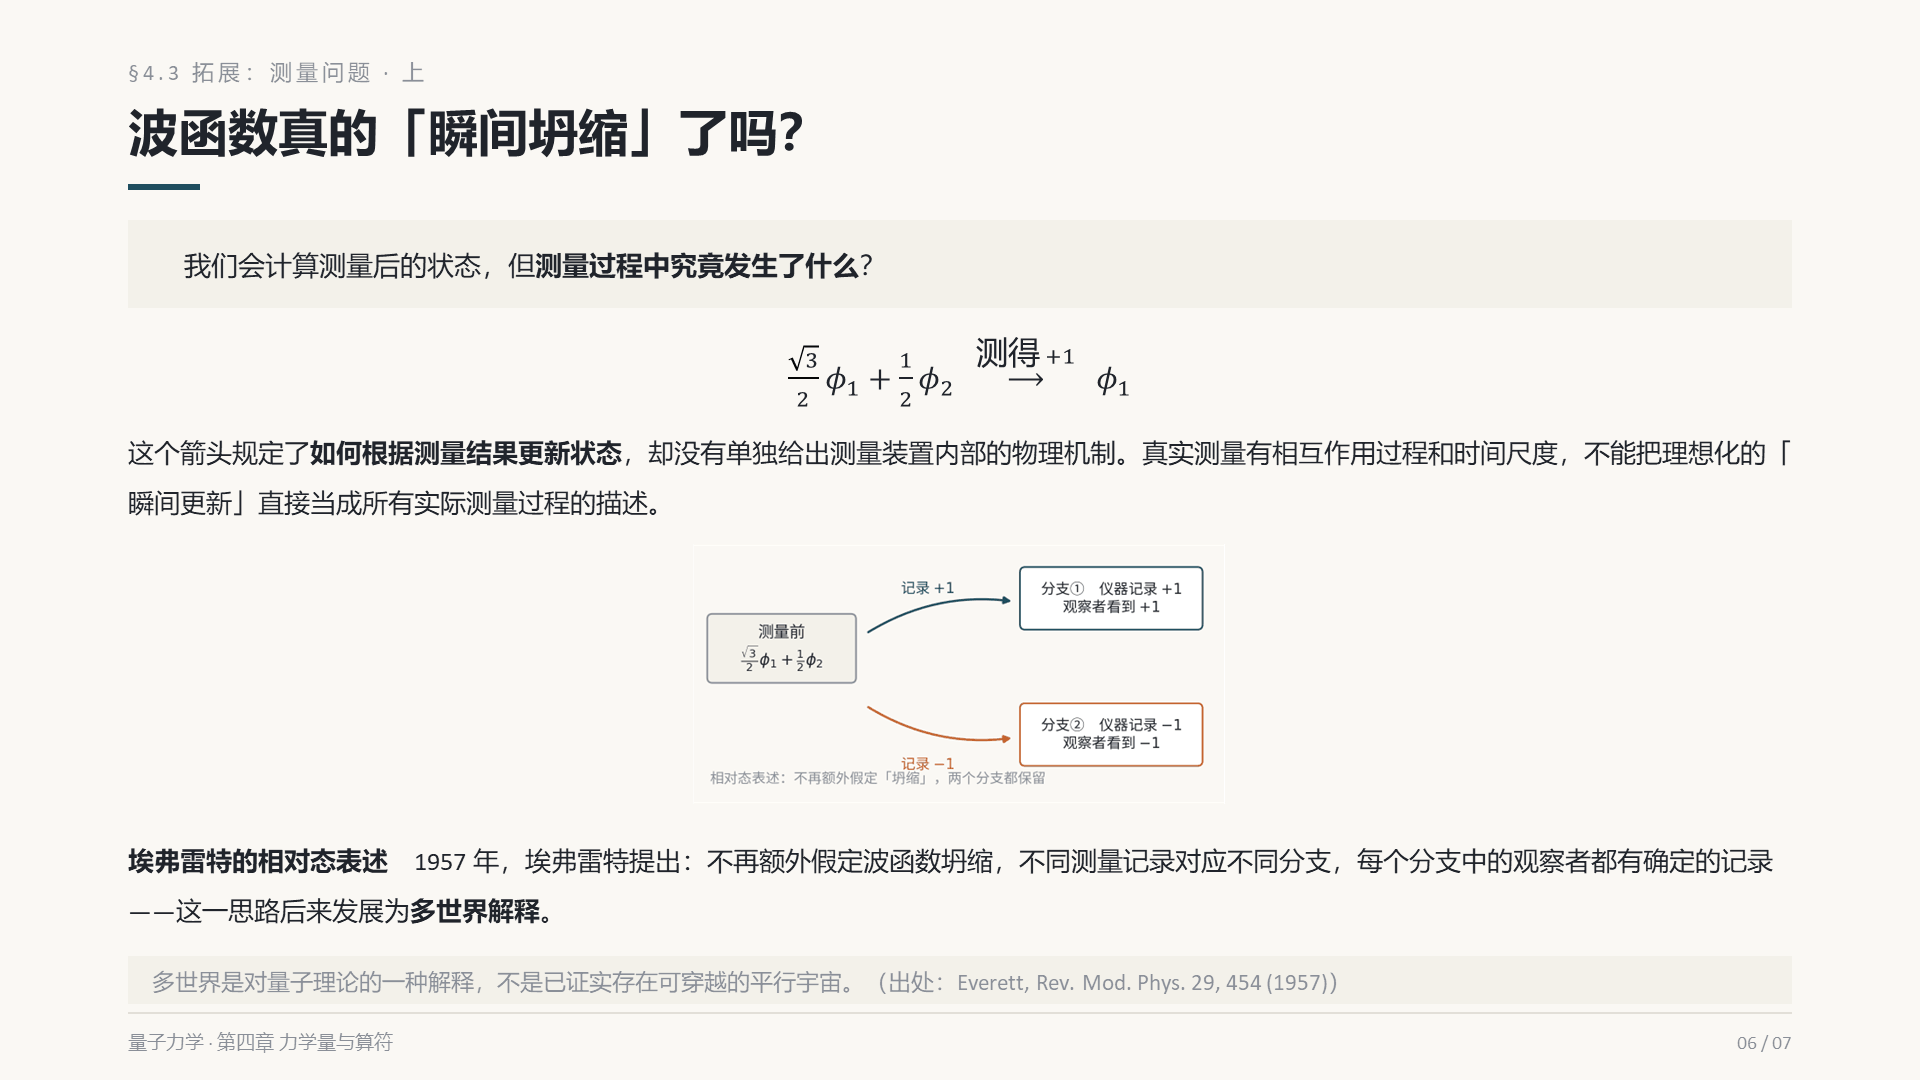 §4.3 拓展：测量问题 · 上
波函数真的「瞬间坍缩」了吗？
我们会计算测量后的状态，但测量过程中究竟发生了什么？
√3/2 ϕ₁ + 1/2 ϕ₂ 测得 +1 ⟶ ϕ₁
这个箭头规定了如何根据测量结果更新状态，却没有单独给出测量装置内部的物理机制。真实测量有相互作用过程和时间尺度，不能把理想化的「
瞬间更新」直接当成所有实际测量过程的描述。
记录 +1
分支① 仪器记录 +1
观察者看到 +1
测量前
√3/2 ϕ₁ + 1/2 ϕ₂
分支② 仪器记录 −1
观察者看到 −1
记录 −1
相对态表述：不再额外假定「坍缩」，两个分支都保留
埃弗雷特的相对态表述 1957 年，埃弗雷特提出：不再额外假定波函数坍缩，不同测量记录对应不同分支，每个分支中的观察者都有确定的记录
——这一思路后来发展为多世界解释。
多世界是对量子理论的一种解释，不是已证实存在可穿越的平行宇宙。（出处：Everett, Rev. Mod. Phys. 29, 454 (1957)）
量子力学 · 第四章 力学量与算符
06 / 07